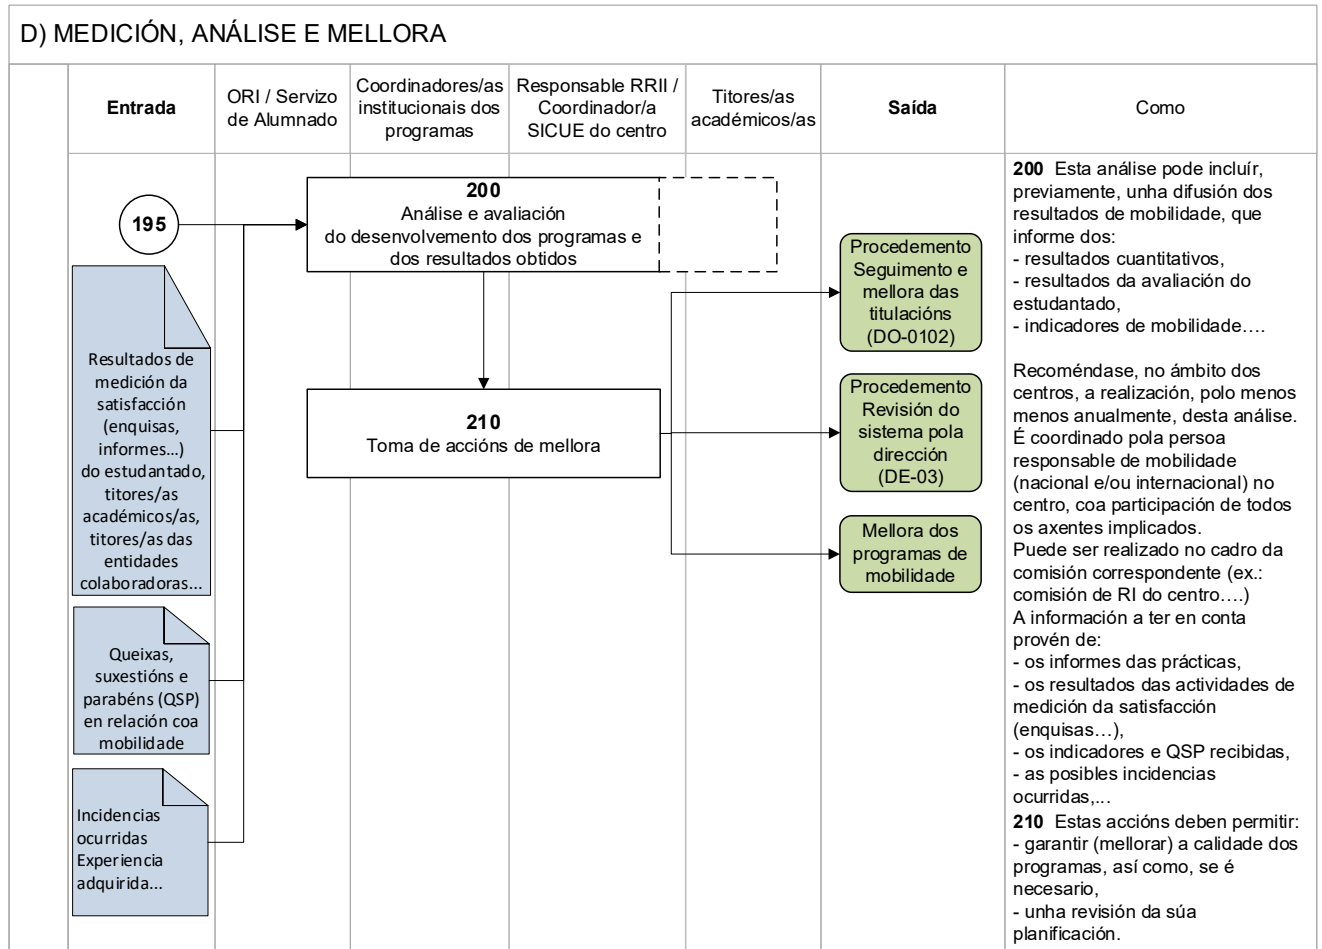 D) MEDICIÓN, ANÁLISE E MELLORA
Entrada
ORI / Servizo
de Alumnado
Coordinadores/as
institucionais dos
programas
Responsable RRII /
Coordinador/a
SICUE do centro
Titores/as
académicos/as
Saída
Como
195
Resultados de
medición da
satisfacción
(enquisas,
informes...)
do estudantado,
titores/as
académicos/as,
titores/as das
entidades
colaboradoras...
Queixas,
suxestións e
parabéns (QSP)
en relación coa
mobilidade
Incidencias
ocurridas
Experiencia
adquirida...
200
Análise e avaliación
do desenvolvemento dos programas e
dos resultados obtidos
210
Toma de accións de mellora
Procedemento
Seguimento e
mellora das
titulacións
(DO-0102)
Procedemento
Revisión do
sistema pola
dirección
(DE-03)
Mellora dos
programas de
mobilidade
200 Esta análise pode incluír,
previamente, unha difusión dos
resultados de mobilidade, que
informe dos:
- resultados cuantitativos,
- resultados da avaliación do
estudantado,
- indicadores de mobilidade….
Recoméndase, no ámbito dos
centros, a realización, polo menos
menos anualmente, desta análise.
É coordinado pola persoa
responsable de mobilidade
(nacional e/ou internacional) no
centro, coa participación de todos
os axentes implicados.
Puede ser realizado no cadro da
comisión correspondente (ex.:
comisión de RI do centro….)
A información a ter en conta
provén de:
- os informes das prácticas,
- os resultados das actividades de
medición da satisfacción
(enquisas…),
- os indicadores e QSP recibidas,
- as posibles incidencias
ocurridas,...
210 Estas accións deben permitir:
- garantir (mellorar) a calidade dos
programas, así como, se é
necesario,
- unha revisión da súa
planificación.